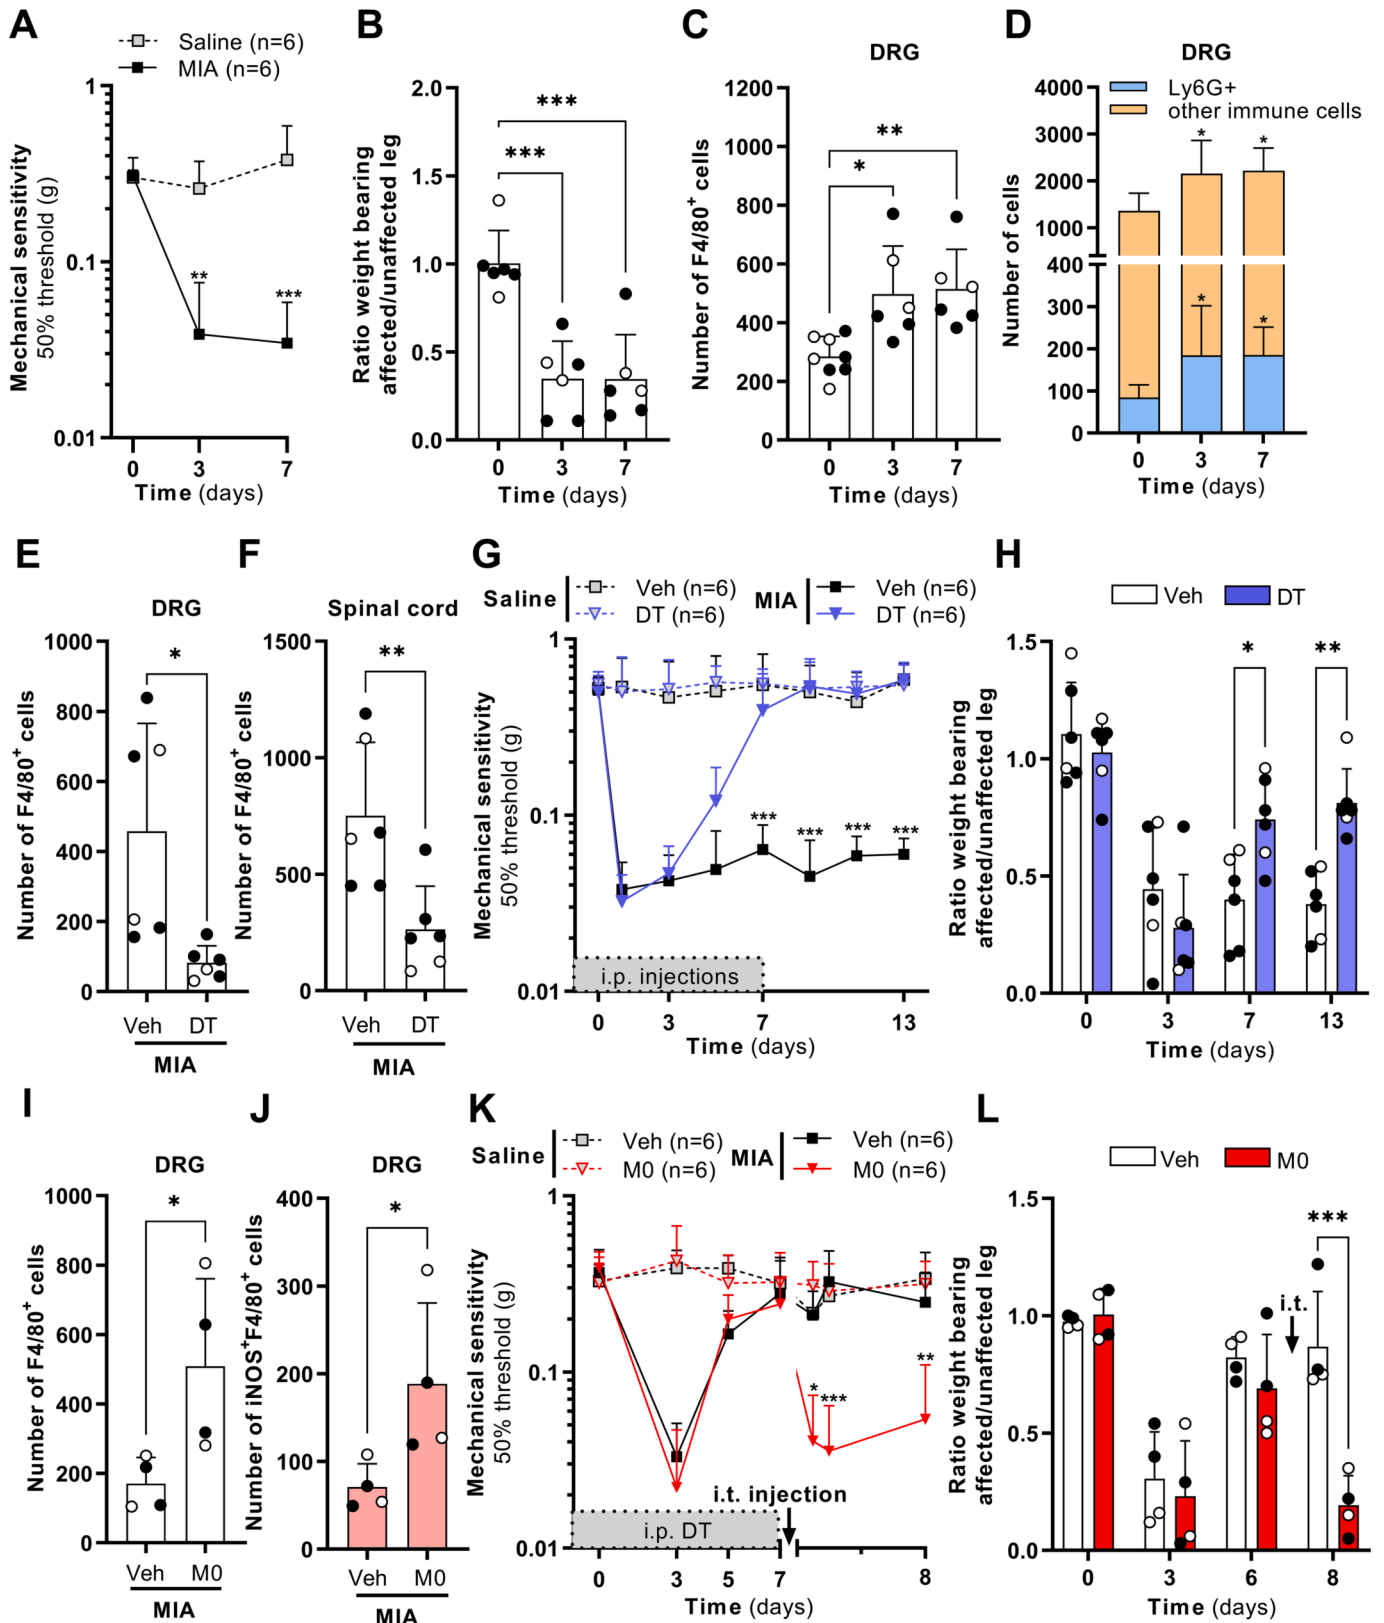 A
Saline (n=6)
MIA (n=6)
Mechanical sensitivity
50% threshold (g)
1
0.1
0.01
**
***
0 3 7
Time (days)
B
Ratio weight bearing
affected/unaffected leg
2.0
1.5
1.0
0.5
0.0
***
***
0 3 7
Time (days)
C
DRG
Number of F4/80+ cells
1200
1000
800
600
400
200
0
**
*
0 3 7
Time (days)
D
DRG
Ly6G+
other immune cells
Number of cells
4000
3000
2000
1000
400
300
200
100
0
* *
* *
0 3 7
Time (days)
E
DRG
Number of F4/80+ cells
1000
800
600
400
200
0
*
Veh DT
MIA
F
Spinal cord
Number of F4/80+ cells
1500
1000
500
0
**
Veh DT
MIA
G
Saline
Veh (n=6)
DT (n=6)
MIA
Veh (n=6)
DT (n=6)
Mechanical sensitivity
50% threshold (g)
1
0.1
0.01
*** *** *** ***
i.p. injections
0 3 7 13
Time (days)
H
Veh DT
Ratio weight bearing
affected/unaffected leg
1.5
1.0
0.5
0.0
* **
0 3 7 13
Time (days)
I
DRG
Number of F4/80+ cells
1000
800
600
400
200
0
*
Veh M0
MIA
J
DRG
Number of iNOS+F4/80+ cells
400
300
200
100
0
*
Veh M0
MIA
K
Saline
Veh (n=6)
M0 (n=6)
MIA
Veh (n=6)
M0 (n=6)
Mechanical sensitivity
50% threshold (g)
1
0.1
0.01
* *** **
i.t. injection
i.p. DT
0 3 5 7 8
Time (days)
L
Veh M0
Ratio weight bearing
affected/unaffected leg
1.5
1.0
0.5
0.0
***
i.t.
0 3 6 8
Time (days)